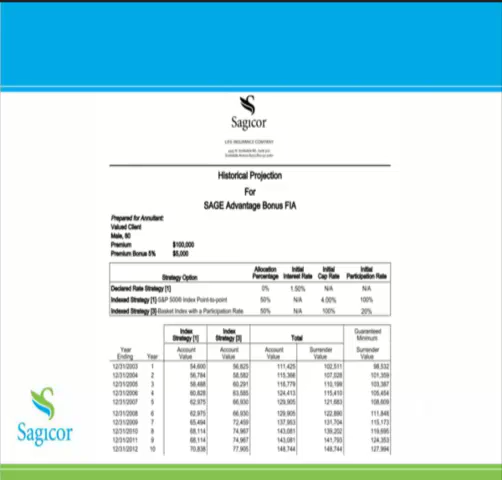 Sagicor
LIFE INSURANCE COMPANY
Historical Projection
For
SAGE Advantage Bonus FIA
Prepared for Annuitant:
Valued Client
Male, 60
Premium $100,000
Premium Bonus 5% $5,000
Strategy Option Allocation Percentage Initial Interest Rate Initial Cap Rate Initial Participation Rate
Declared Rate Strategy [1] 0% 1.50% N/A N/A
Indexed Strategy [1]-S&P 500® Index Point-to-point 50% N/A 4.00% 100%
Indexed Strategy [3]-Basket Index with a Participation Rate 50% N/A 100% 20%
Index Strategy [1] Index Strategy [3] Total Guaranteed Minimum
Year Ending Year Account Value Account Value Account Value Surrender Value Surrender Value
12/31/2003 1 54,600 56,825 111,425 102,511 98,532
12/31/2004 2 56,784 58,582 115,366 107,028 101,359
12/31/2005 3 58,488 60,291 118,779 110,199 103,387
12/31/2006 4 60,828 63,585 124,413 115,410 105,454
12/31/2007 5 62,975 66,930 129,905 121,683 108,609
12/31/2008 6 62,975 66,930 129,905 122,890 111,848
12/31/2009 7 65,494 72,459 137,953 131,704 115,173
12/31/2010 8 68,114 74,967 143,081 139,202 119,695
12/31/2011 9 68,114 74,967 143,081 141,793 124,353
12/31/2012 10 70,838 77,905 148,744 148,744 127,994
Sagicor